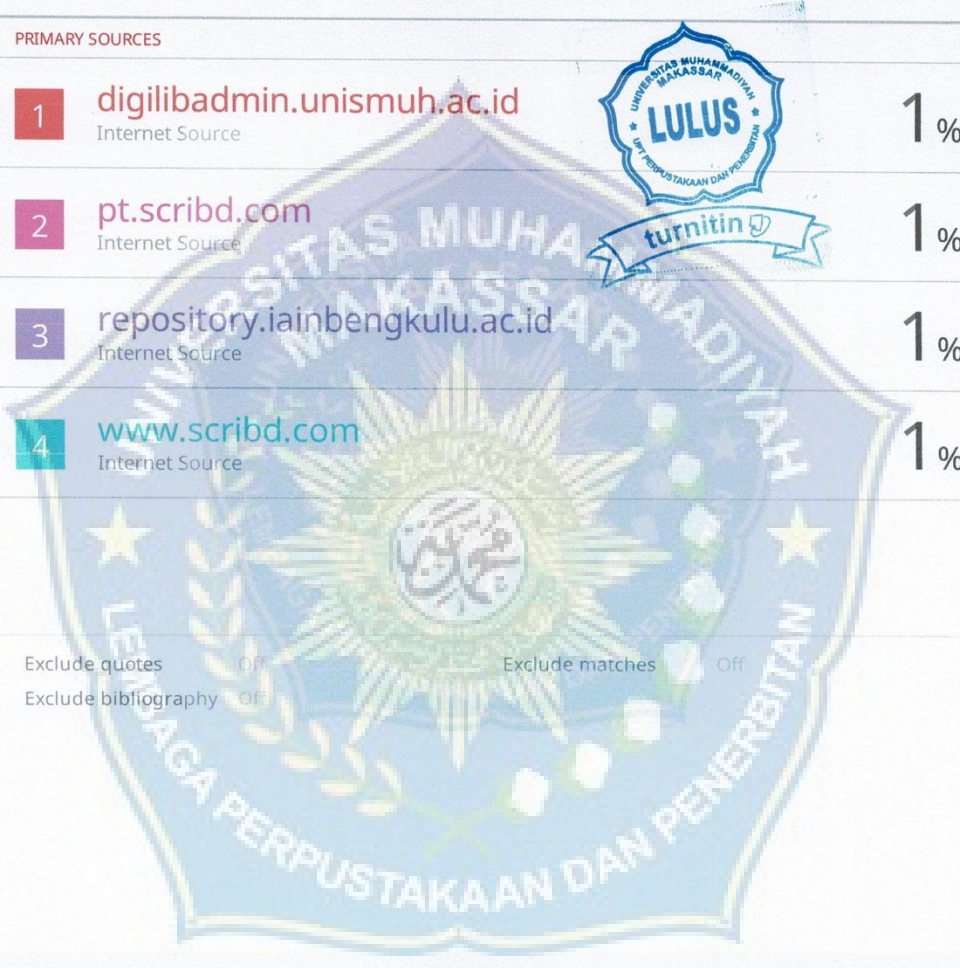 PRIMARY SOURCES
1 digilibadmin.unismuh.ac.id 1%
Internet Source
UNIVERSITAS MUHAMMADIYAH
MAKASSAR
LULUS
UPT PERPUSTAKAAN DAN PENERBITAN
turnitin
2 pt.scribd.com 1%
Internet Source
3 repository.iainbengkulu.ac.id 1%
Internet Source
4 www.scribd.com 1%
Internet Source
UNIVERSITAS MUHAMMADIYAH
MAKASSAR
LEMBAGA PERPUSTAKAAN DAN PENERBITAN
Exclude quotes Off
Exclude matches Off
Exclude bibliography Off